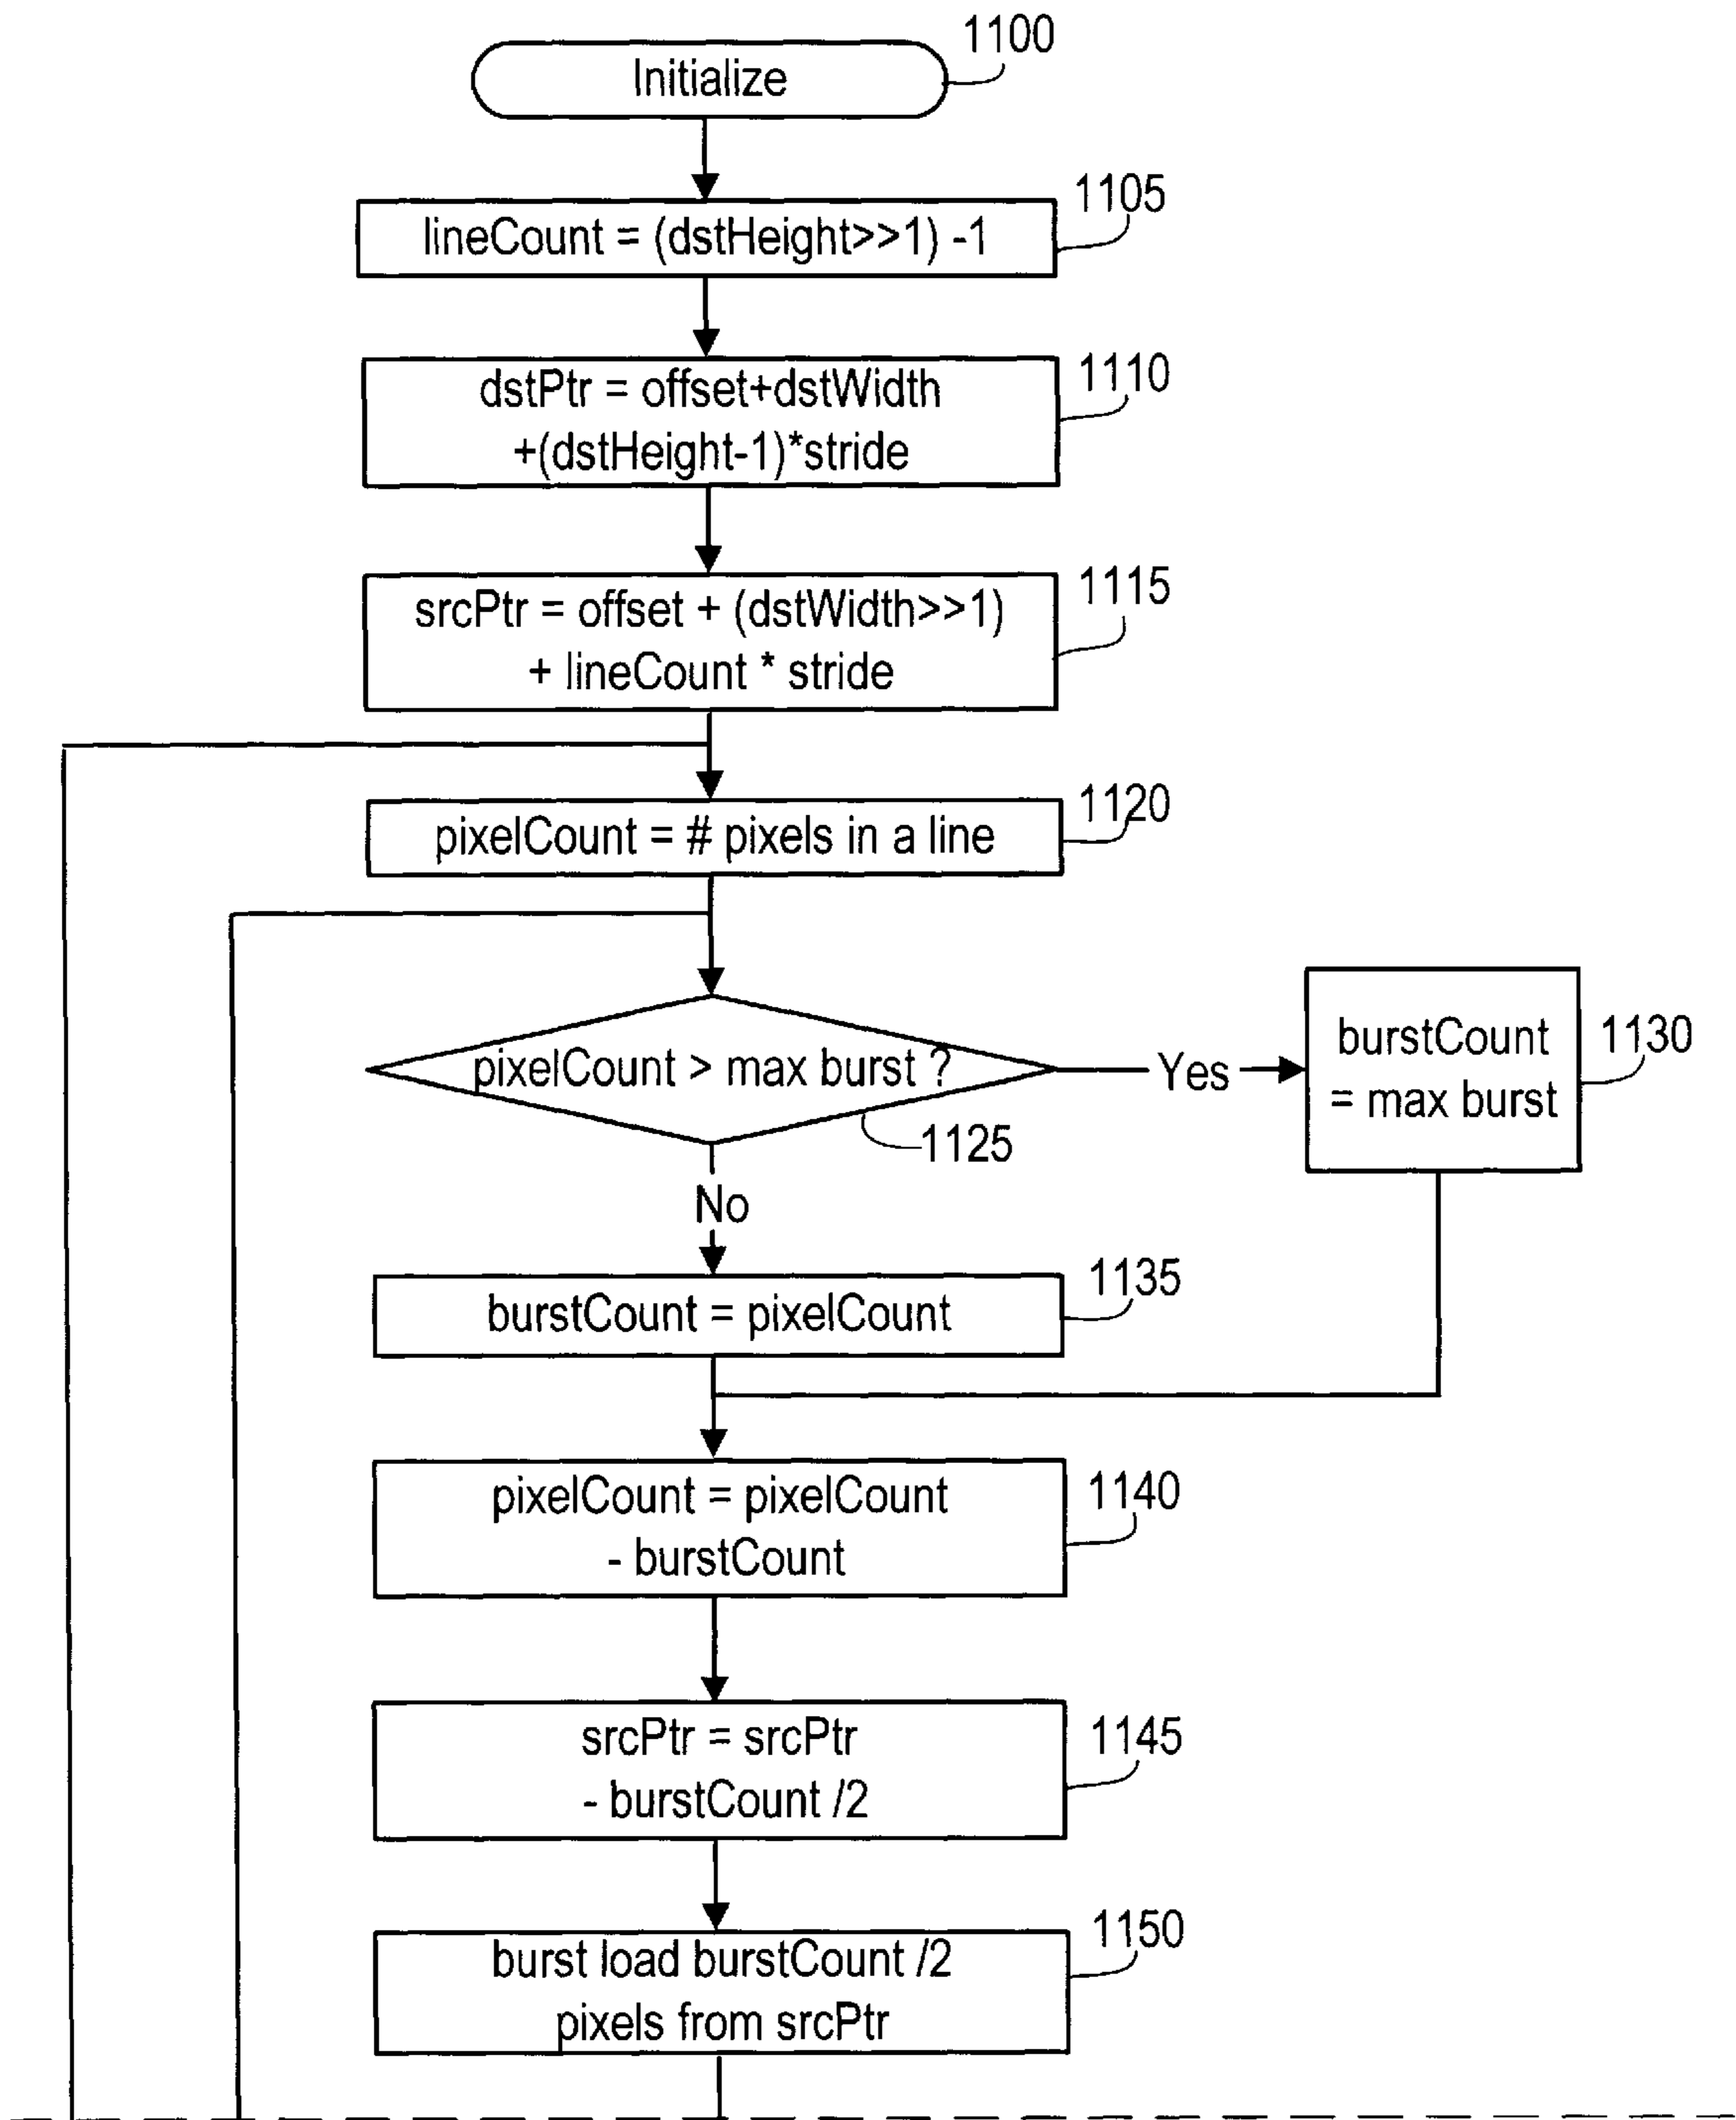 1100
Initialize
1105
lineCount = (dstHeight>>1) -1
1110
dstPtr = offset+dstWidth
+(dstHeight-1)*stride
1115
srcPtr = offset + (dstWidth>>1)
+ lineCount * stride
1120
pixelCount = # pixels in a line
pixelCount > max burst ?
Yes
burstCount
= max burst
1130
1125
No
1135
burstCount = pixelCount
1140
pixelCount = pixelCount
- burstCount
1145
srcPtr = srcPtr
- burstCount /2
1150
burst load burstCount /2
pixels from srcPtr